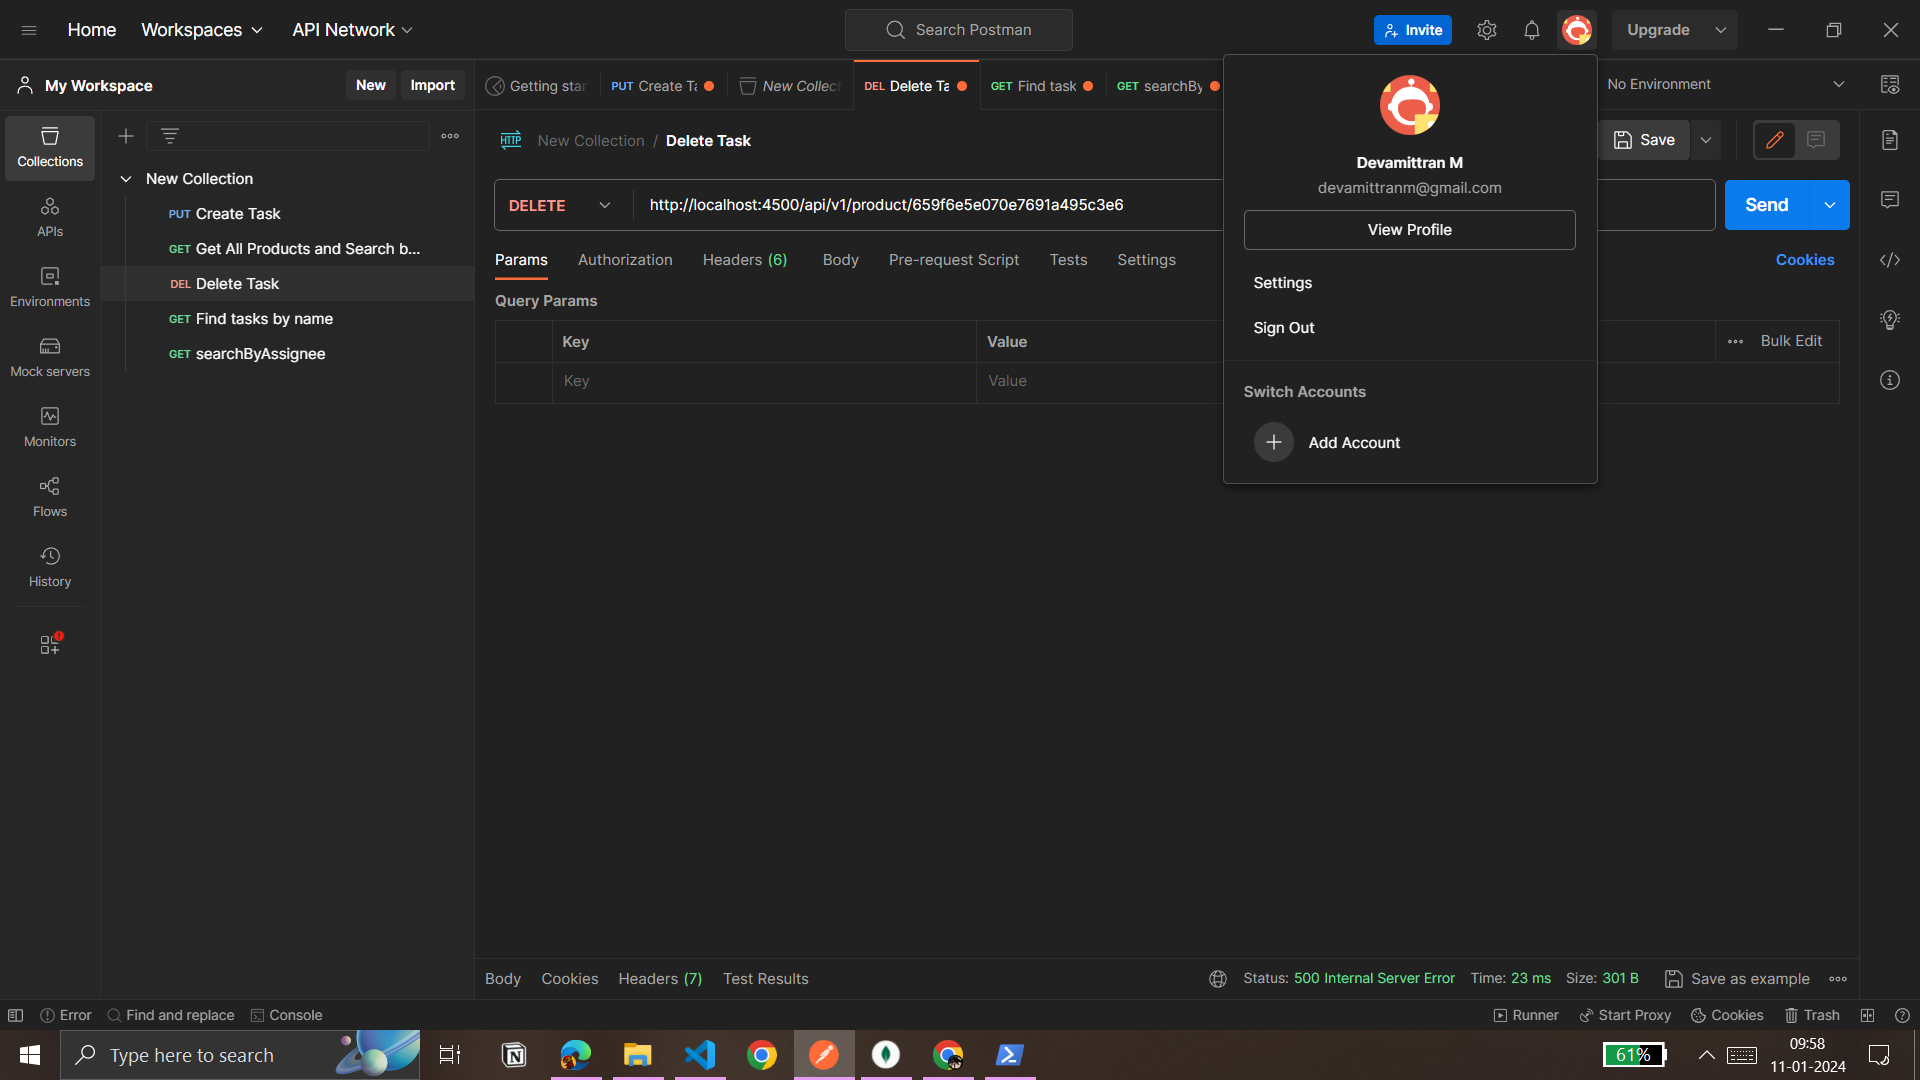 Home
Workspaces
API Network
Search Postman
Invite
Upgrade
My Workspace
New
Import
Getting star
PUT Create Ta
New Collect
DEL Delete Ta
GET Find task
GET searchBy
No Environment
Collections
APIs
Environments
Mock servers
Monitors
Flows
History
New Collection
PUT Create Task
GET Get All Products and Search b...
DEL Delete Task
GET Find tasks by name
GET searchByAssignee
HTTP New Collection / Delete Task
Save
DELETE
http://localhost:4500/api/v1/product/659f6e5e070e7691a495c3e6
Send
Params
Authorization
Headers (6)
Body
Pre-request Script
Tests
Settings
Cookies
Query Params
Key
Value
Bulk Edit
Key
Value
Devamittran M
devamittranm@gmail.com
View Profile
Settings
Sign Out
Switch Accounts
Add Account
Body
Cookies
Headers (7)
Test Results
Status: 500 Internal Server Error
Time: 23 ms
Size: 301 B
Save as example
Error
Find and replace
Console
Runner
Start Proxy
Cookies
Trash
Type here to search
61%
09:58
11-01-2024